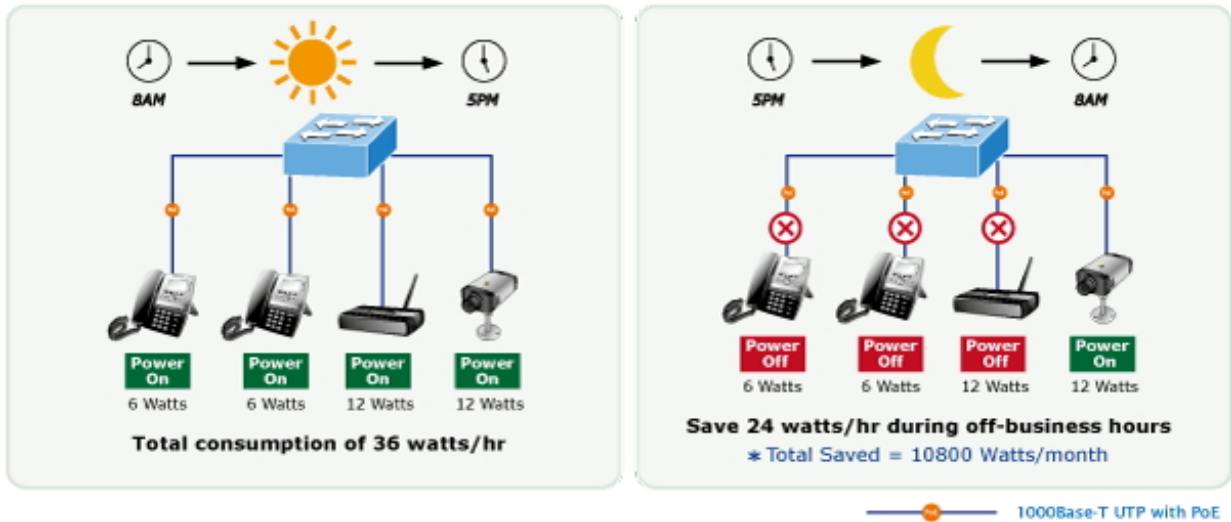 8AM
5PM
Power
On
6 Watts
Power
On
6 Watts
Power
On
12 Watts
Power
On
12 Watts
Total consumption of 36 watts/hr
5PM
8AM
Power
Off
6 Watts
Power
Off
6 Watts
Power
Off
12 Watts
Power
On
12 Watts
Save 24 watts/hr during off-business hours
* Total Saved = 10800 Watts/month
PoE
1000Base-T UTP with PoE